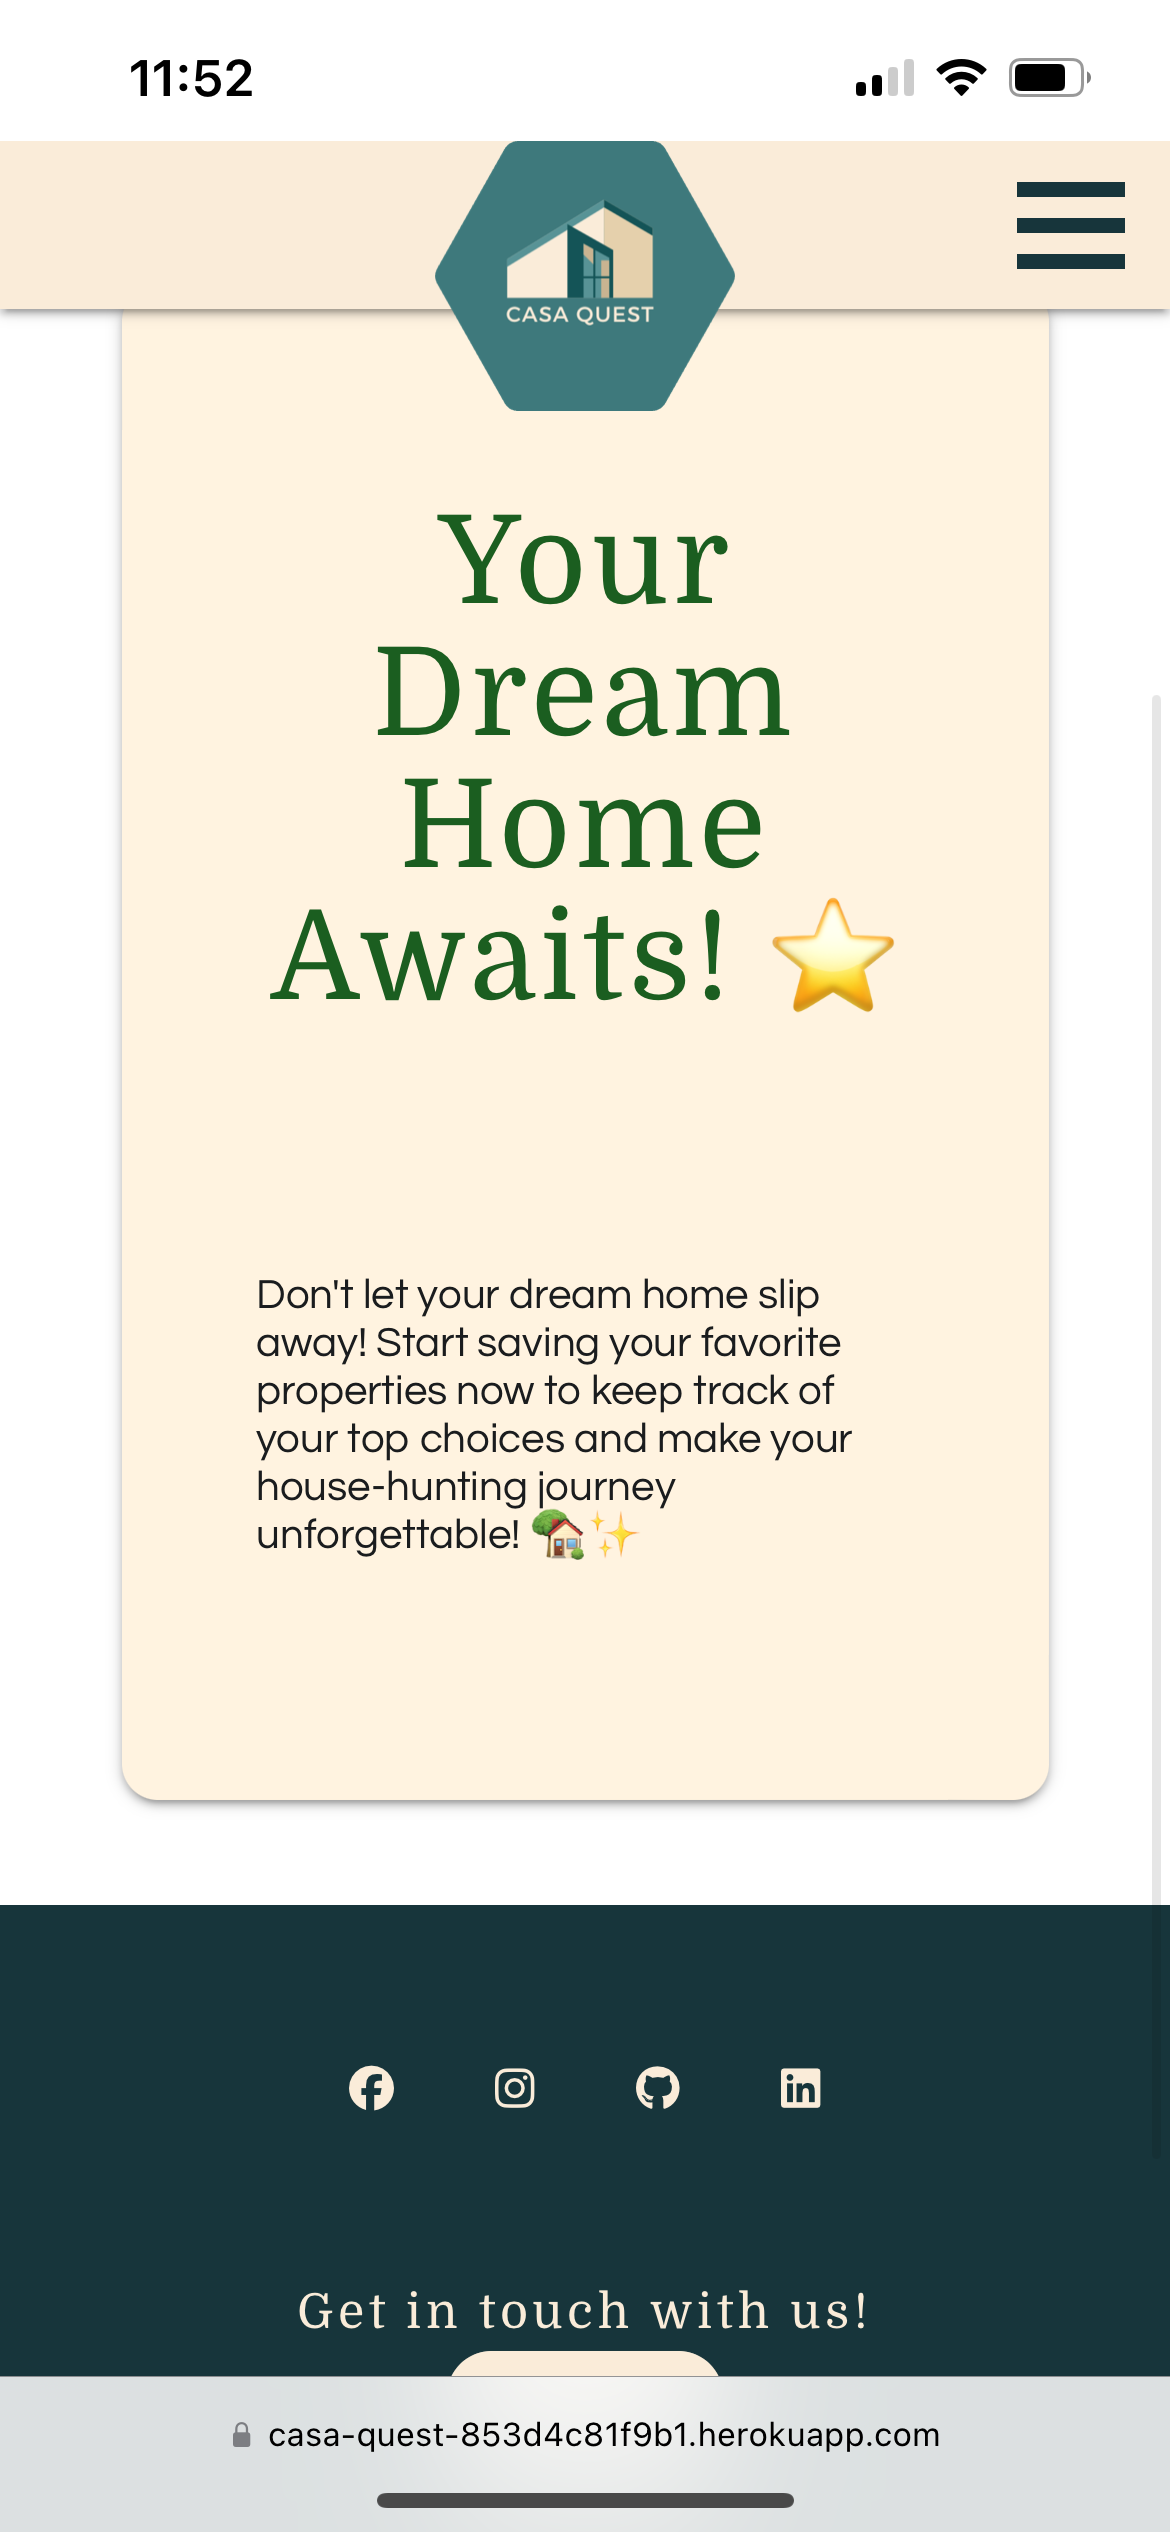 11:52
CASA QUEST
Your
Dream
Home
Awaits! ⭐
Don't let your dream home slip
away! Start saving your favorite
properties now to keep track of
your top choices and make your
house-hunting journey
unforgettable! 🏡✨
Get in touch with us!
casa-quest-853d4c81f9b1.herokuapp.com